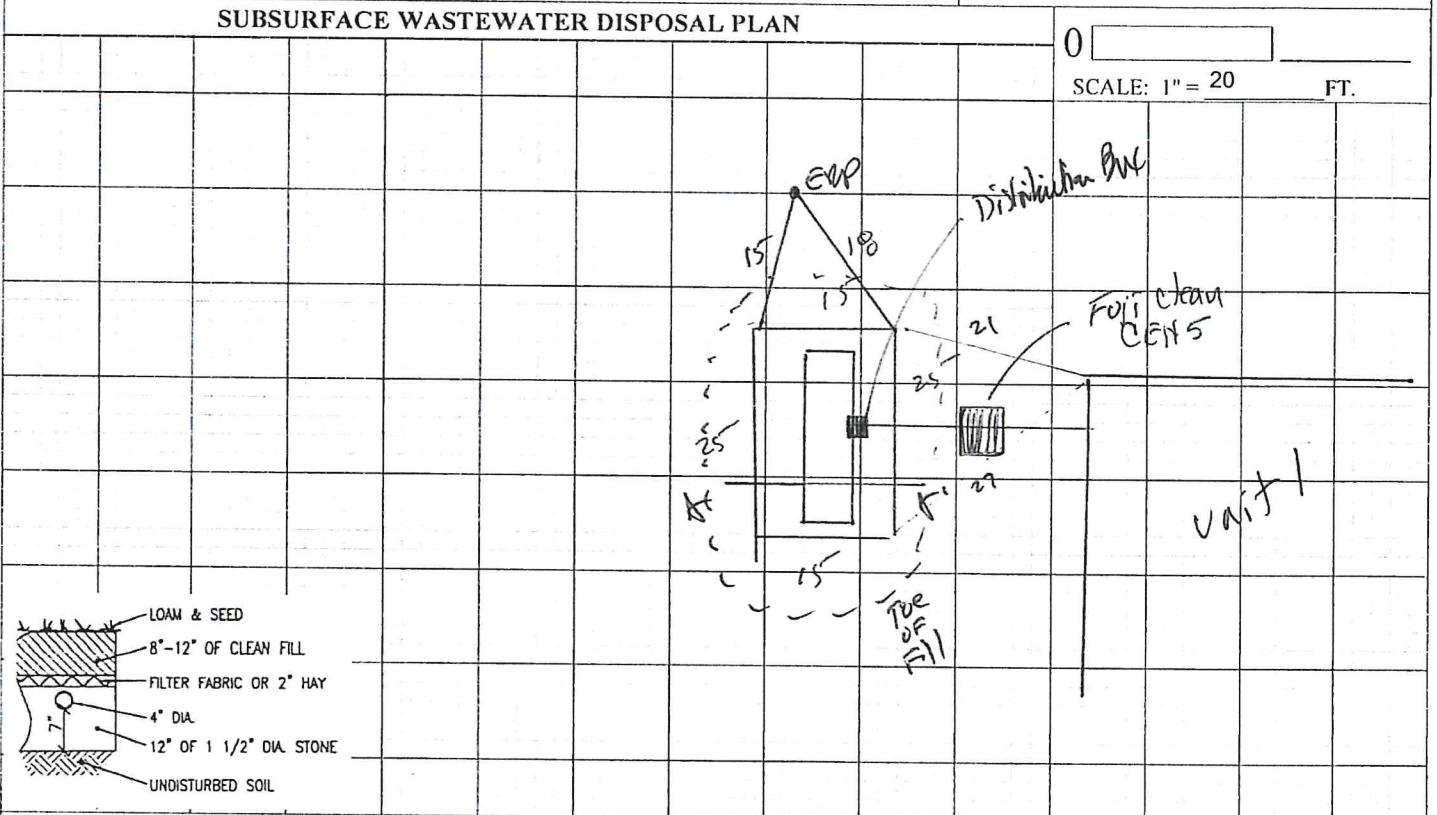 SUBSURFACE WASTEWATER DISPOSAL PLAN
0
SCALE: 1" = 20 FT.
ERP
Distribution Box
15
18
15
Fuji Clean
CEN5
21
25
25
29
A
A'
Unit 1
15
Toe
OF
Fill
LOAM & SEED
8"-12" OF CLEAN FILL
FILTER FABRIC OR 2" HAY
4" DIA.
7"
12" OF 1 1/2" DIA. STONE
UNDISTURBED SOIL